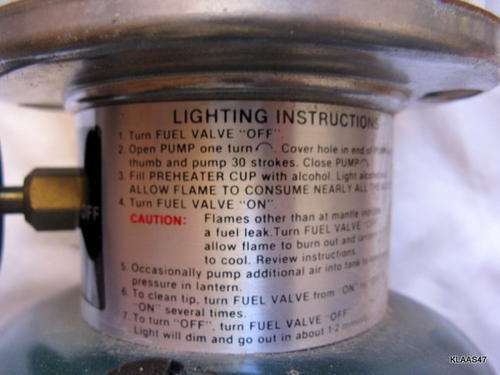 LIGHTING INSTRUCTIONS
1. Turn FUEL VALVE "OFF".
2. Open PUMP one turn. Cover hole in end of
thumb and pump 30 strokes. Close PUMP
3. Fill PREHEATER CUP with alcohol. Light alcohol
ALLOW FLAME TO CONSUME NEARLY ALL THE
4. Turn FUEL VALVE "ON".
CAUTION: Flames other than at mantle
a fuel leak. Turn FUEL VALVE
allow flame to burn out and
to cool. Review instructions.
5. Occasionally pump additional air into tank
pressure in lantern.
6. To clean tip, turn FUEL VALVE from "ON"
"ON" several times.
7. To turn "OFF", turn FUEL VALVE "OFF"
Light will dim and go out in about 1-2
OFF
KLAAS47